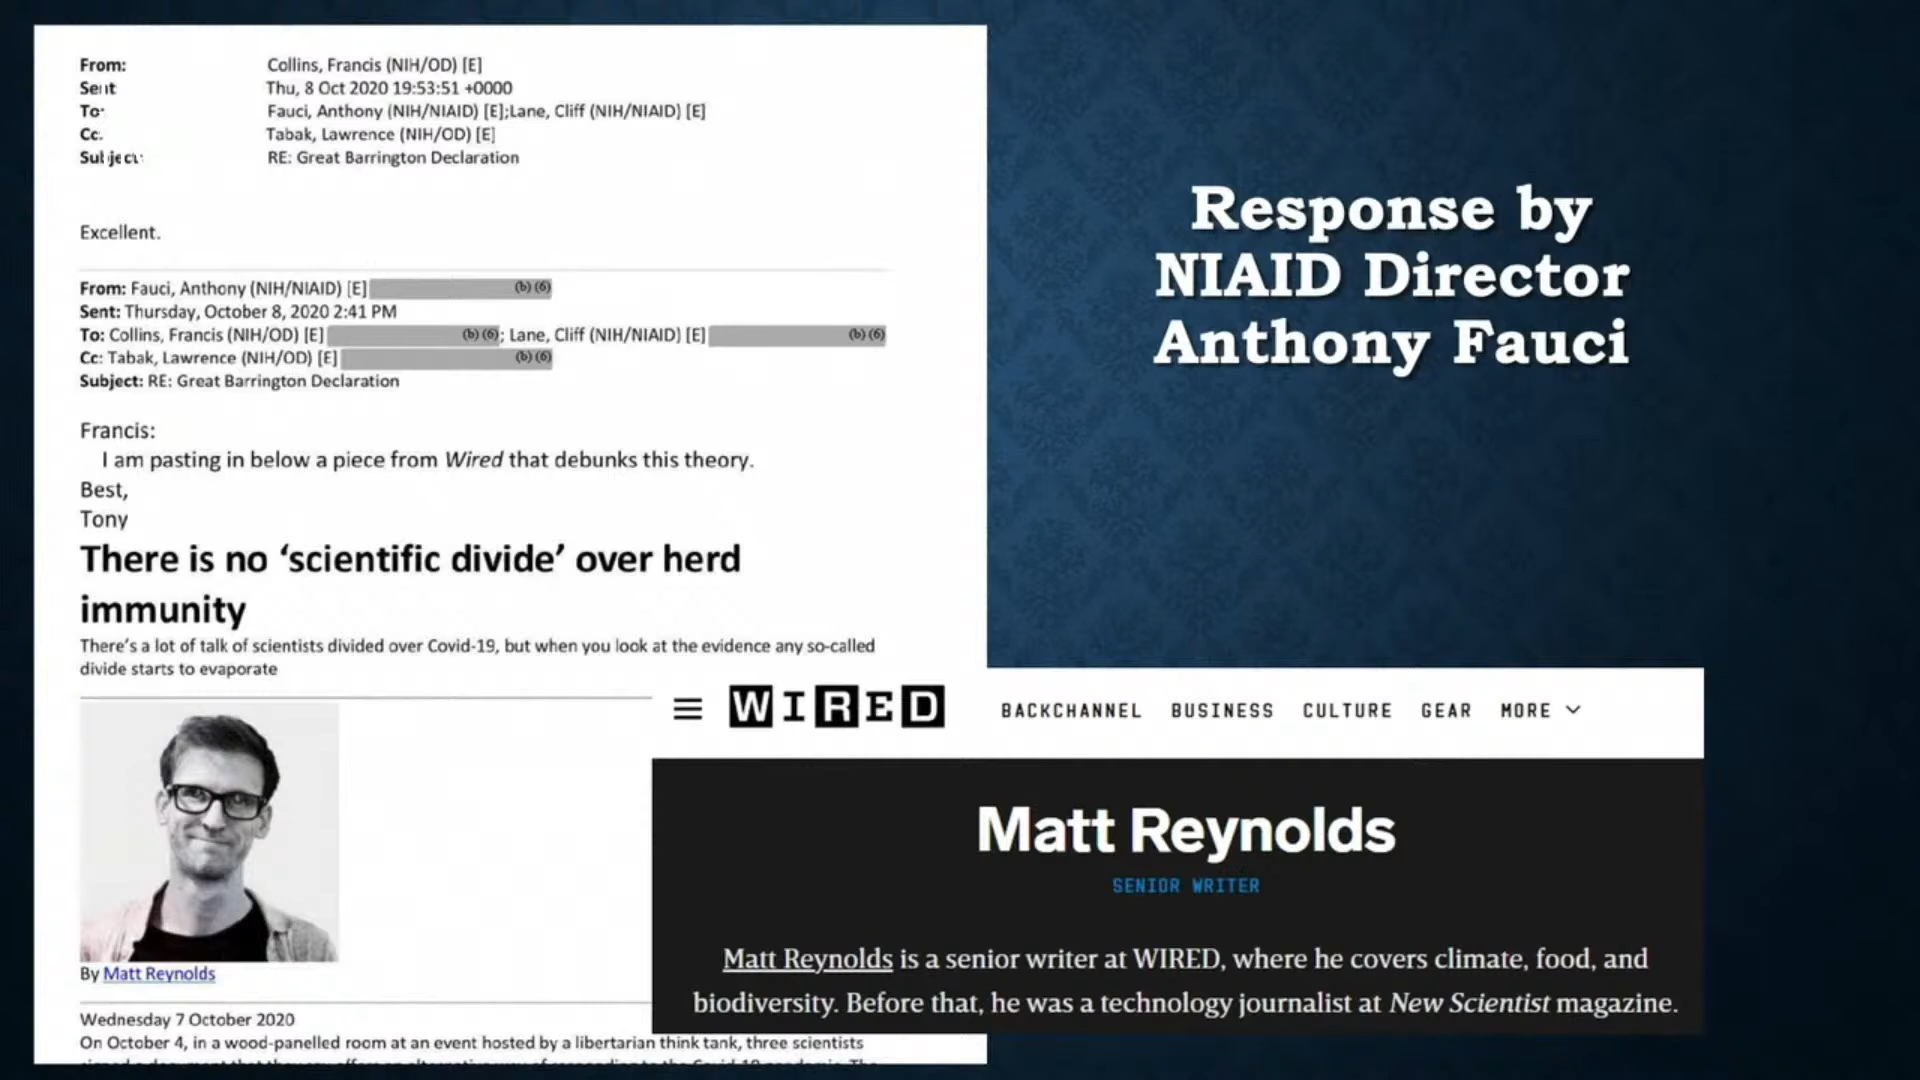 From: Collins, Francis (NIH/OD) [E]
Sent Thu, 8 Oct 2020 19:53:51 +0000
To: Fauci, Anthony (NIH/NIAID) [E];Lane, Cliff (NIH/NIAID) [E]
Cc: Tabak, Lawrence (NIH/OD) [E]
Subject: RE: Great Barrington Declaration
Excellent.
From: Fauci, Anthony (NIH/NIAID) [E] (b) (6)
Sent: Thursday, October 8, 2020 2:41 PM
To: Collins, Francis (NIH/OD) [E] (b) (6); Lane, Cliff (NIH/NIAID) [E] (b) (6)
Cc: Tabak, Lawrence (NIH/OD) [E] (b) (6)
Subject: RE: Great Barrington Declaration
Francis:
I am pasting in below a piece from Wired that debunks this theory.
Best,
Tony
There is no ‘scientific divide’ over herd
immunity
There’s a lot of talk of scientists divided over Covid-19, but when you look at the evidence any so-called
divide starts to evaporate
By Matt Reynolds
Wednesday 7 October 2020
On October 4, in a wood-panelled room at an event hosted by a libertarian think tank, three scientists
Response by
NIAID Director
Anthony Fauci
WIRED BACKCHANNEL BUSINESS CULTURE GEAR MORE
Matt Reynolds
SENIOR WRITER
Matt Reynolds is a senior writer at WIRED, where he covers climate, food, and
biodiversity. Before that, he was a technology journalist at New Scientist magazine.